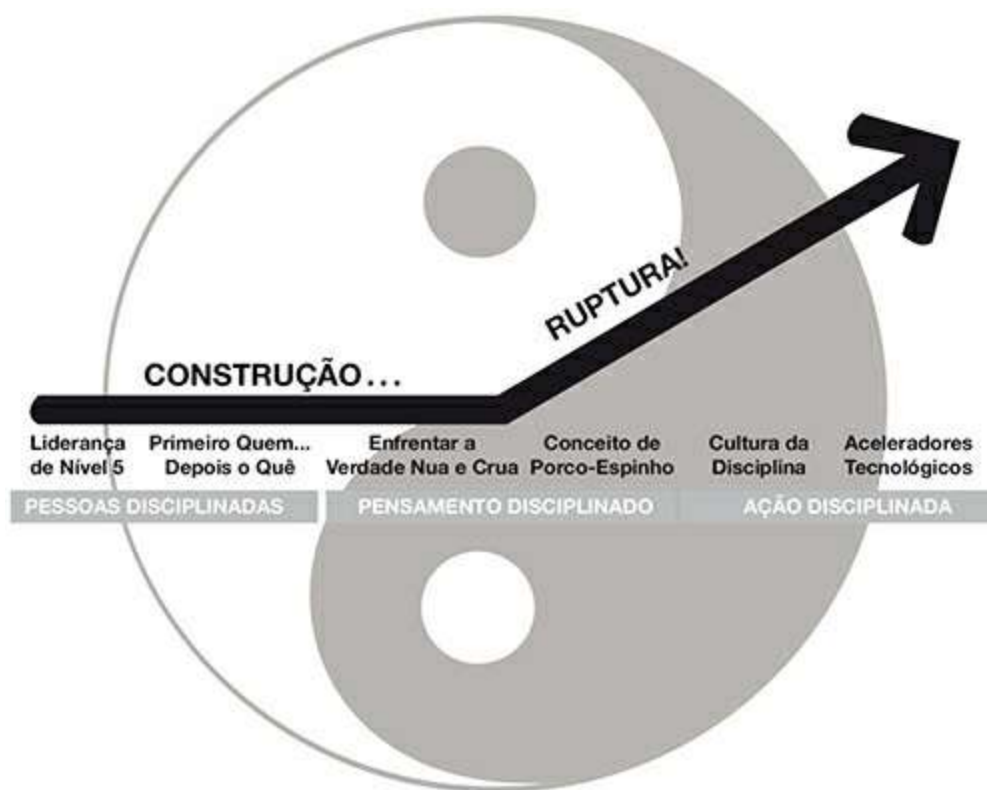 RUPTURA!
CONSTRUÇÃO...
Liderança
de Nível 5
Primeiro Quem...
Depois o Quê
Enfrentar a
Verdade Nua e Crua
Conceito de
Porco-Espinho
Cultura da
Disciplina
Aceleradores
Tecnológicos
PESSOAS DISCIPLINADAS
PENSAMENTO DISCIPLINADO
AÇÃO DISCIPLINADA